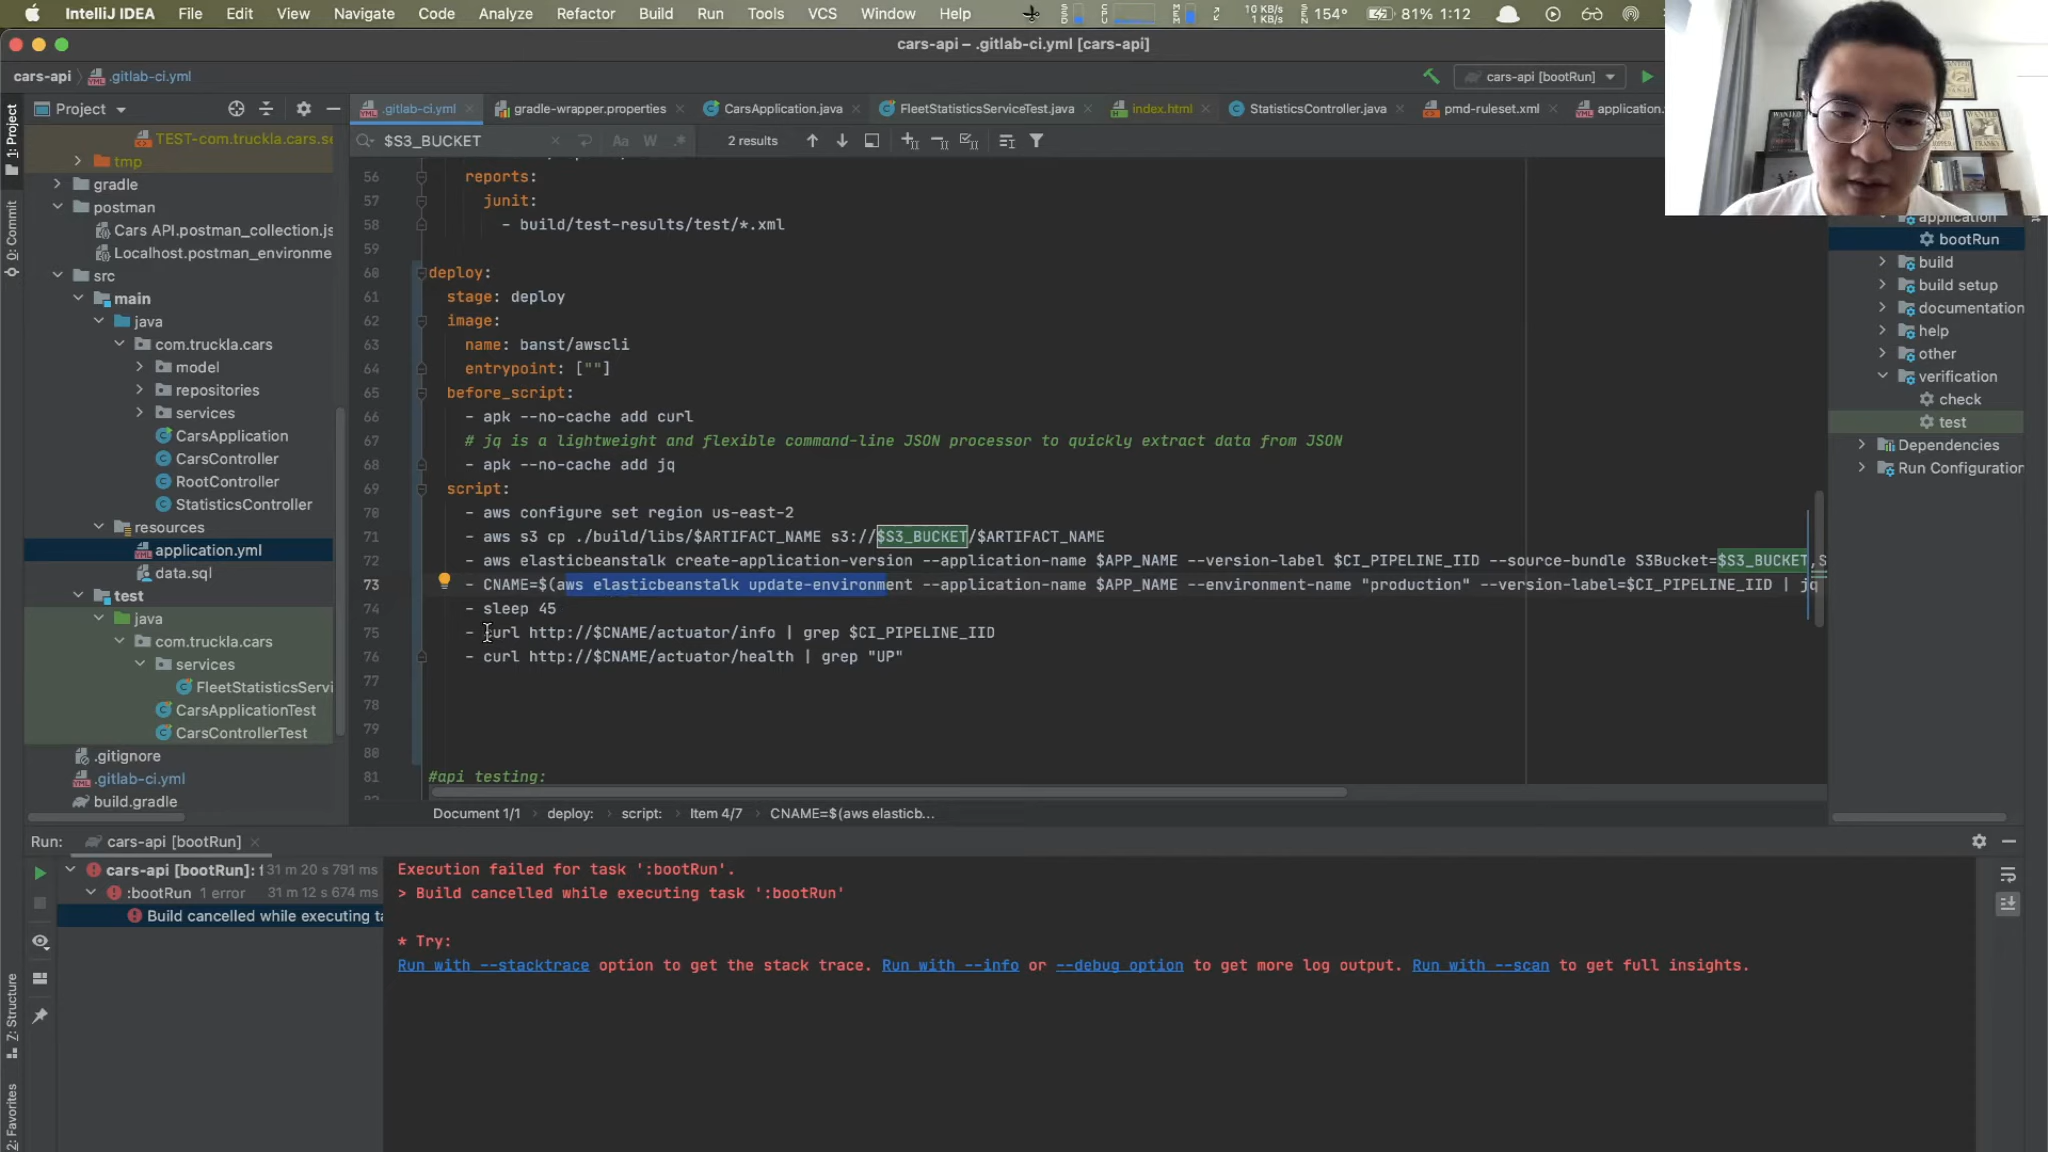 IntelliJ IDEA File Edit View Navigate Code Analyze Refactor Build Run Tools VCS Window Help 10 KB/s 1 KB/s 154° 81% 1:12
cars-api – .gitlab-ci.yml [cars-api]
cars-api .gitlab-ci.yml cars-api [bootRun]
Project
.gitlab-ci.yml gradle-wrapper.properties CarsApplication.java FleetStatisticsServiceTest.java index.html StatisticsController.java pmd-ruleset.xml application.
$S3_BUCKET Aa W .* 2 results
1: Project
0: Commit
7: Structure
2: Favorites
TEST-com.truckla.cars.se
tmp
gradle
postman
Cars API.postman_collection.js
Localhost.postman_environme
src
main
java
com.truckla.cars
model
repositories
services
CarsApplication
CarsController
RootController
StatisticsController
resources
application.yml
data.sql
test
java
com.truckla.cars
services
FleetStatisticsServi
CarsApplicationTest
CarsControllerTest
.gitignore
.gitlab-ci.yml
build.gradle
56 reports:
57 junit:
58 - build/test-results/test/*.xml
59
60 deploy:
61 stage: deploy
62 image:
63 name: banst/awscli
64 entrypoint: [""]
65 before_script:
66 - apk --no-cache add curl
67 # jq is a lightweight and flexible command-line JSON processor to quickly extract data from JSON
68 - apk --no-cache add jq
69 script:
70 - aws configure set region us-east-2
71 - aws s3 cp ./build/libs/$ARTIFACT_NAME s3://$S3_BUCKET/$ARTIFACT_NAME
72 - aws elasticbeanstalk create-application-version --application-name $APP_NAME --version-label $CI_PIPELINE_IID --source-bundle S3Bucket=$S3_BUCKET,S
73 - CNAME=$(aws elasticbeanstalk update-environment --application-name $APP_NAME --environment-name "production" --version-label=$CI_PIPELINE_IID | jq
74 - sleep 45
75 - curl http://$CNAME/actuator/info | grep $CI_PIPELINE_IID
76 - curl http://$CNAME/actuator/health | grep "UP"
77
78
79
80
81 #api testing:
Document 1/1 deploy: script: Item 4/7 CNAME=$(aws elasticb...
application
bootRun
build
build setup
documentation
help
other
verification
check
test
Dependencies
Run Configuration
Run: cars-api [bootRun]
cars-api [bootRun]: f 31 m 20 s 791 ms
:bootRun 1 error 31 m 12 s 674 ms
Build cancelled while executing ta
Execution failed for task ':bootRun'.
> Build cancelled while executing task ':bootRun'
* Try:
Run with --stacktrace option to get the stack trace. Run with --info or --debug option to get more log output. Run with --scan to get full insights.